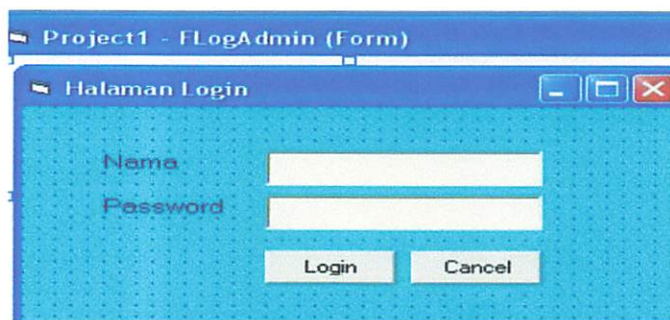 Project1 - FLogAdmin (Form)
Halaman Login
Nama
Password
Login Cancel